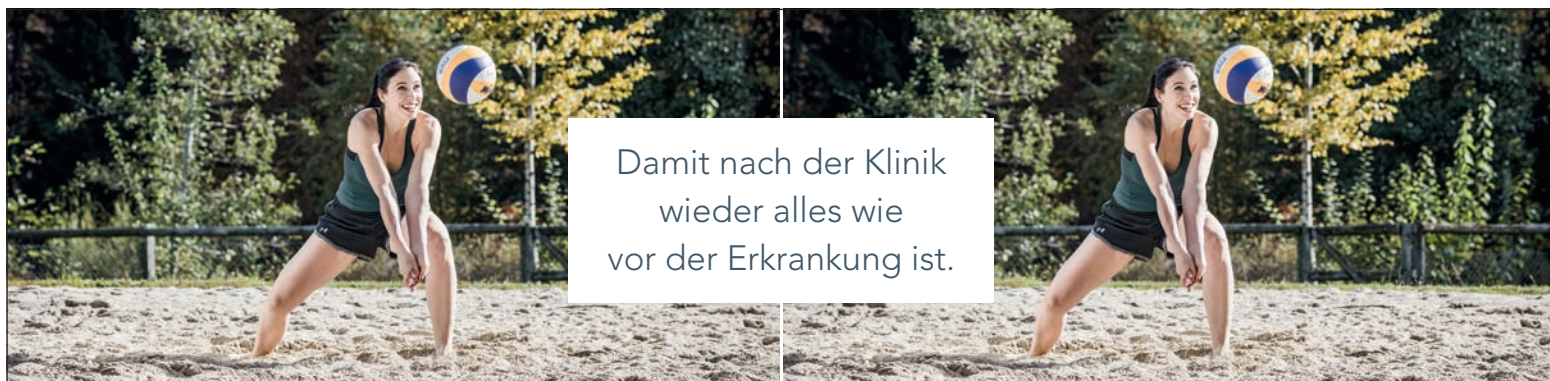 Damit nach der Klinik
wieder alles wie
vor der Erkrankung ist.